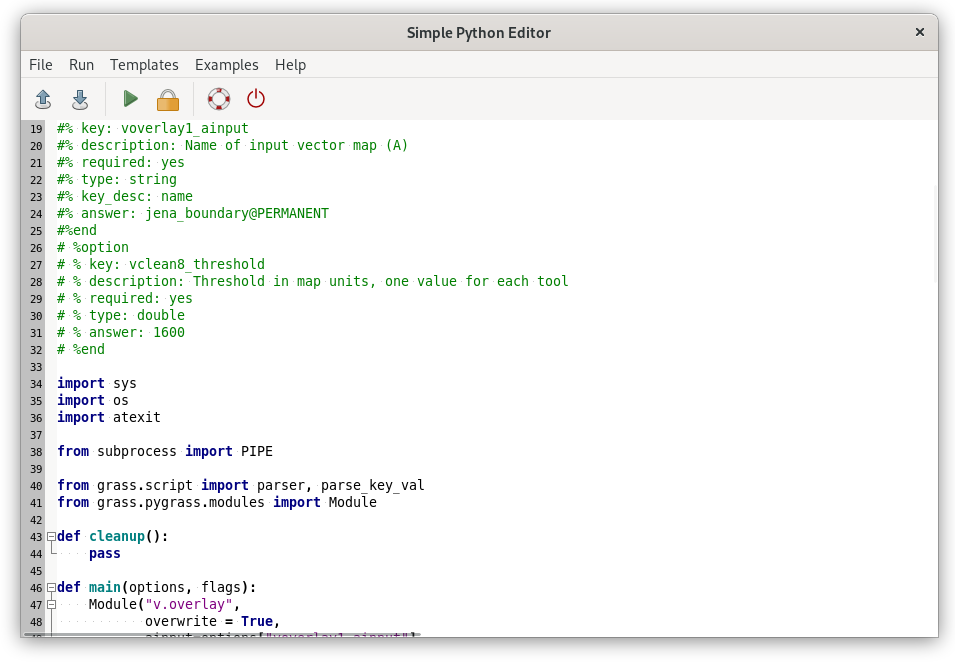 Simple Python Editor
File Run Templates Examples Help
19 #% key: voverlay1_ainput
20 #% description: Name of input vector map (A)
21 #% required: yes
22 #% type: string
23 #% key_desc: name
24 #% answer: jena_boundary@PERMANENT
25 #%end
26 # %option
27 # % key: vclean8_threshold
28 # % description: Threshold in map units, one value for each tool
29 # % required: yes
30 # % type: double
31 # % answer: 1600
32 # %end
33
34 import sys
35 import os
36 import atexit
37
38 from subprocess import PIPE
39
40 from grass.script import parser, parse_key_val
41 from grass.pygrass.modules import Module
42
43 def cleanup():
44     pass
45
46 def main(options, flags):
47     Module("v.overlay",
48            overwrite = True,
49            ainput=options["voverlay1_ainput"]